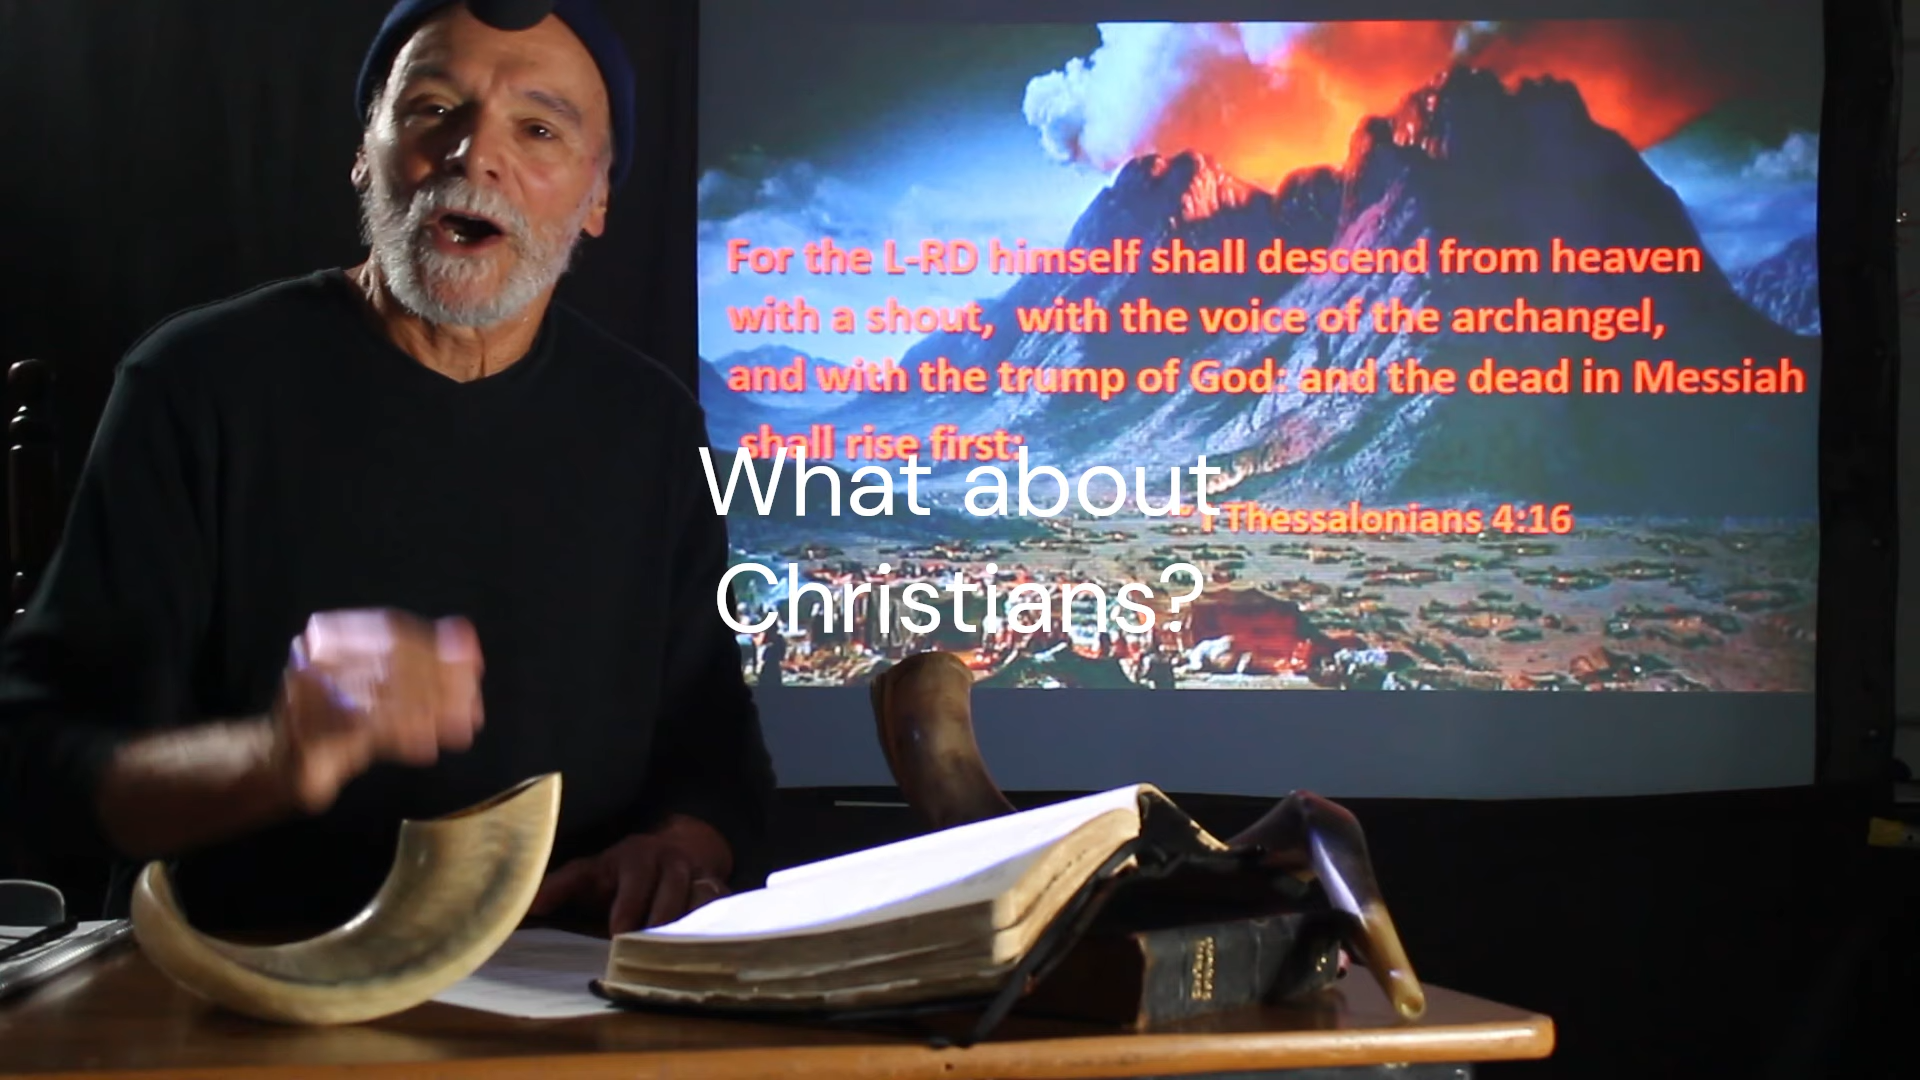 For the L-RD himself shall descend from heaven
with a shout, with the voice of the archangel,
and with the trump of God: and the dead in Messiah
shall rise first:
What about
1 Thessalonians 4:16
Christians?